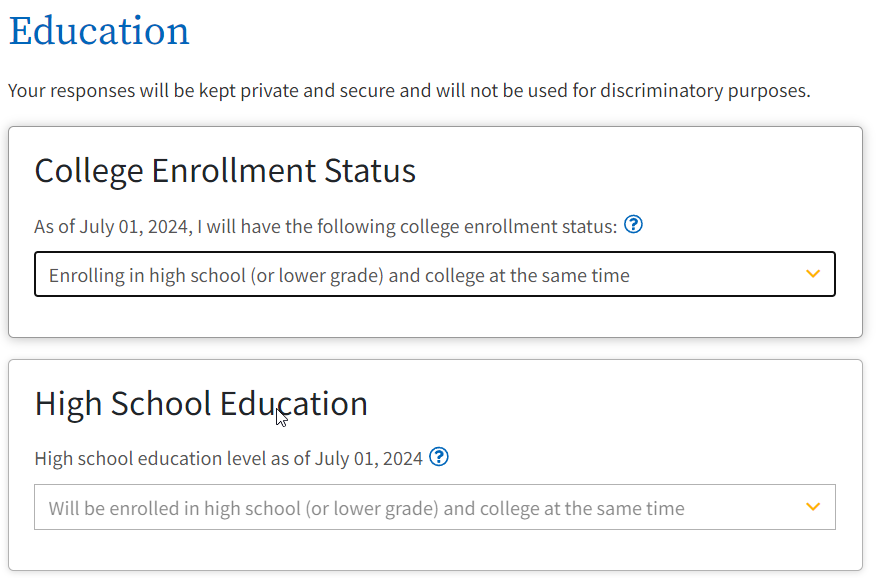 Education
Your responses will be kept private and secure and will not be used for discriminatory purposes.
College Enrollment Status
As of July 01, 2024, I will have the following college enrollment status: ?
Enrolling in high school (or lower grade) and college at the same time
High School Education
High school education level as of July 01, 2024 ?
Will be enrolled in high school (or lower grade) and college at the same time